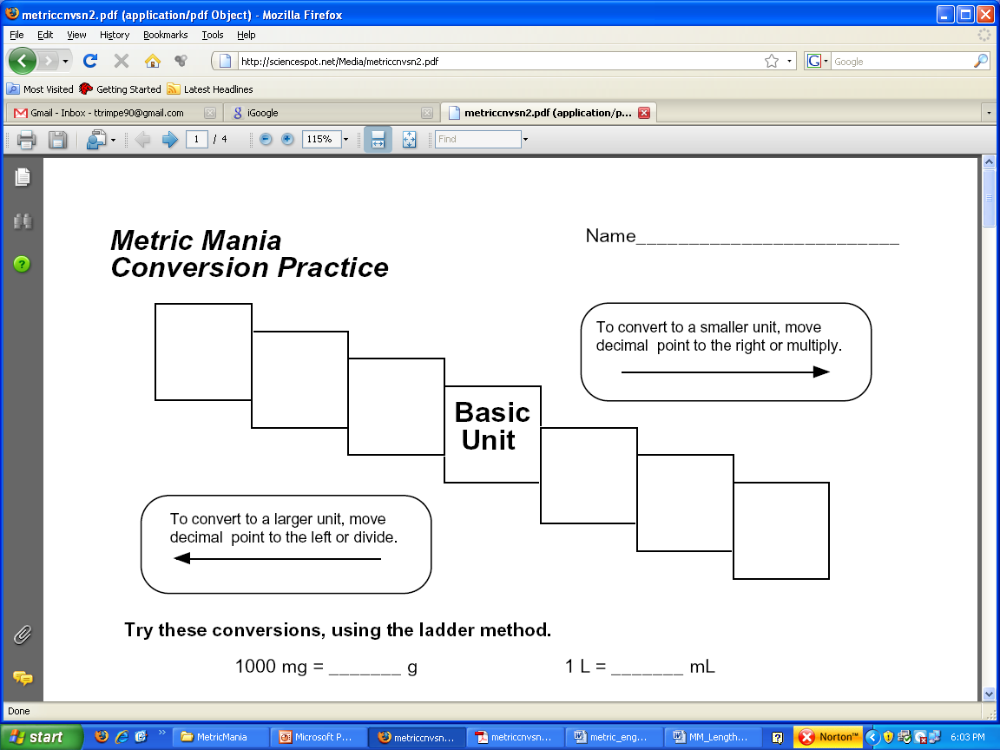 metriccnvsn2.pdf (application/pdf Object) - Mozilla Firefox
File Edit View History Bookmarks Tools Help
http://sciencespot.net/Media/metriccnvsn2.pdf
G Google
Most Visited Getting Started Latest Headlines
Gmail - Inbox - ttrimpe90@gmail.com
iGoogle
metriccnvsn2.pdf (application/p...
1 / 4
115%
Find
Metric Mania
Conversion Practice
Name_________________________
To convert to a smaller unit, move
decimal point to the right or multiply.
Basic
Unit
To convert to a larger unit, move
decimal point to the left or divide.
Try these conversions, using the ladder method.
1000 mg = _______ g
1 L = _______ mL
Done
start
MetricMania
Microsoft P...
metriccnvsn...
metriccnvsn...
metric_eng...
MM_Length...
Norton™
6:03 PM